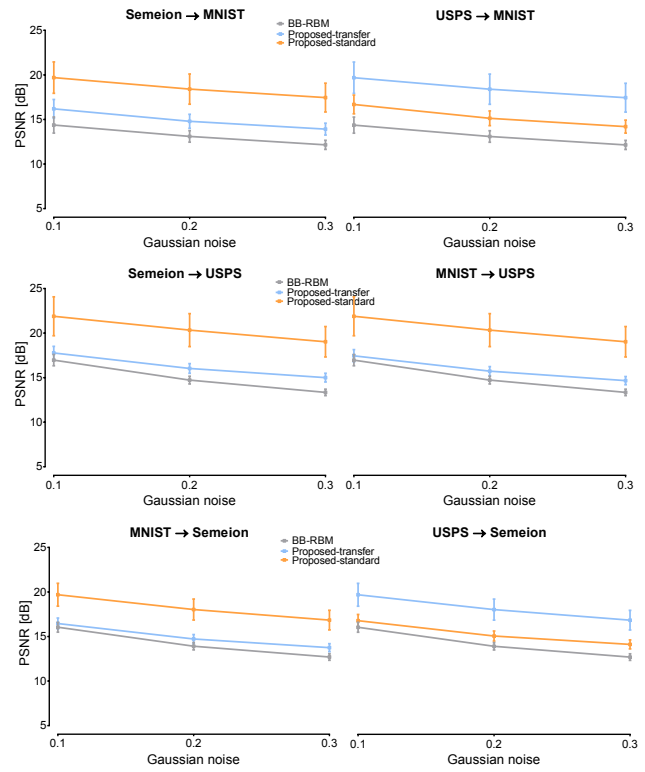 Semeion → MNIST
USPS → MNIST
BB-RBM
Proposed-transfer
Proposed-standard
25
20
15
10
5
PSNR [dB]
0.1
0.2
0.3
0.1
0.2
0.3
Gaussian noise
Gaussian noise
Semeion → USPS
MNIST → USPS
BB-RBM
Proposed-transfer
Proposed-standard
25
20
15
10
5
PSNR [dB]
0.1
0.2
0.3
0.1
0.2
0.3
Gaussian noise
Gaussian noise
MNIST → Semeion
USPS → Semeion
BB-RBM
Proposed-transfer
Proposed-standard
25
20
15
10
5
PSNR [dB]
0.1
0.2
0.3
0.1
0.2
0.3
Gaussian noise
Gaussian noise